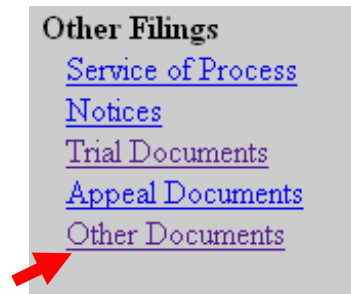 Other Filings
Service of Process
Notices
Trial Documents
Appeal Documents
Other Documents